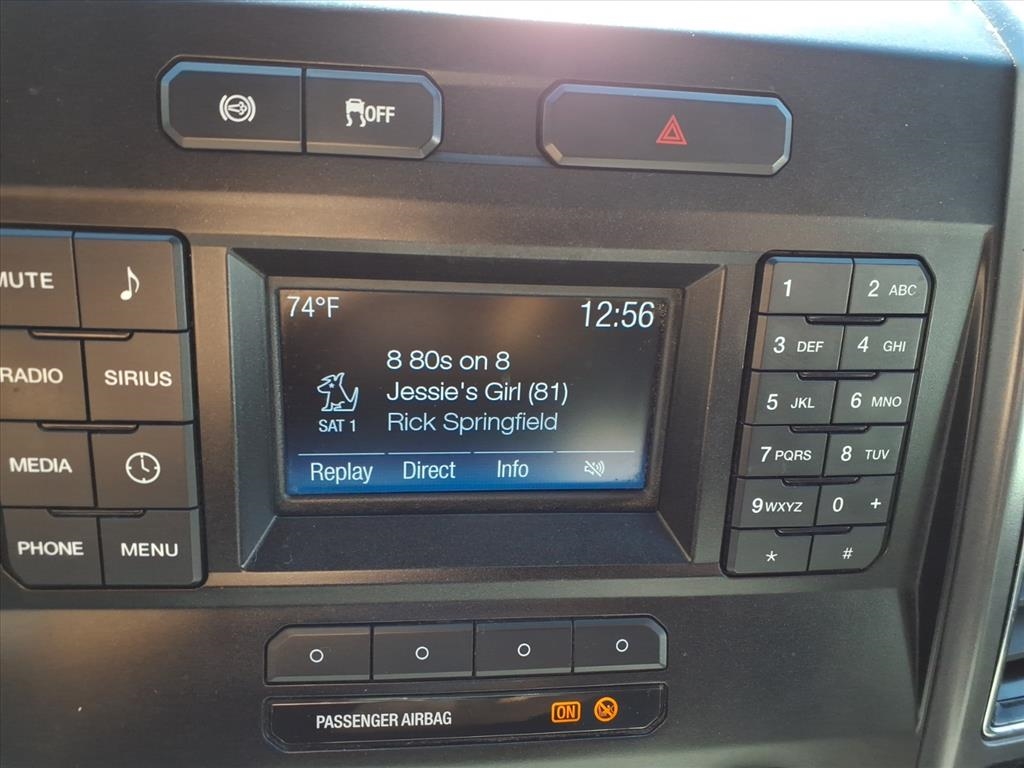 OFF
MUTE
RADIO
SIRIUS
MEDIA
PHONE
MENU
74°F
12:56
8 80s on 8
Jessie's Girl (81)
Rick Springfield
SAT 1
Replay Direct Info
1
2 ABC
3 DEF
4 GHI
5 JKL
6 MNO
7 PQRS
8 TUV
9 WXYZ
0 +
*
#
PASSENGER AIRBAG ON